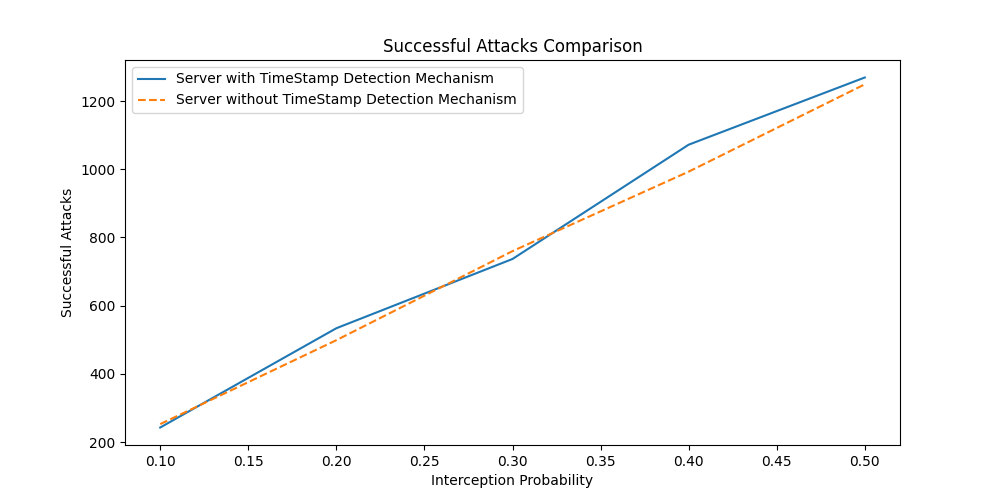 Successful Attacks Comparison
Server with TimeStamp Detection Mechanism
Server without TimeStamp Detection Mechanism
Successful Attacks
1200
1000
800
600
400
200
0.10 0.15 0.20 0.25 0.30 0.35 0.40 0.45 0.50
Interception Probability